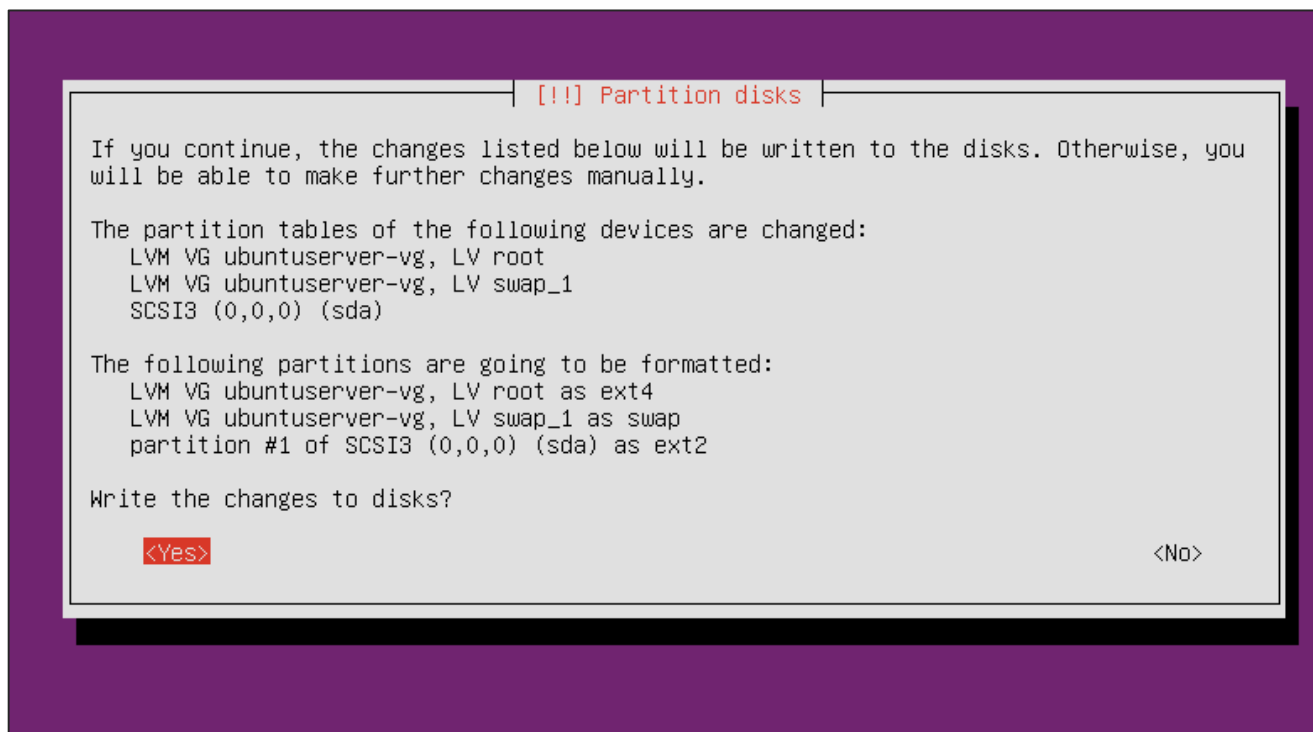 [!!] Partition disks
If you continue, the changes listed below will be written to the disks. Otherwise, you
will be able to make further changes manually.
The partition tables of the following devices are changed:
LVM VG ubuntuserver-vg, LV root
LVM VG ubuntuserver-vg, LV swap_1
SCSI3 (0,0,0) (sda)
The following partitions are going to be formatted:
LVM VG ubuntuserver-vg, LV root as ext4
LVM VG ubuntuserver-vg, LV swap_1 as swap
partition #1 of SCSI3 (0,0,0) (sda) as ext2
Write the changes to disks?
<Yes> <No>